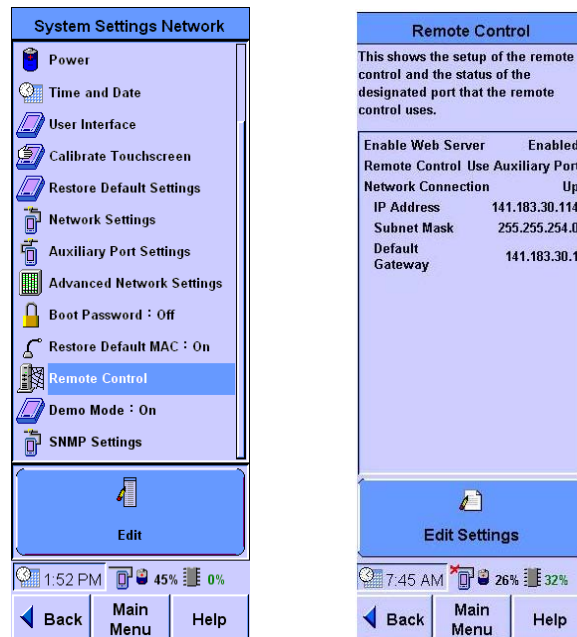 System Settings Network
Power
Time and Date
User Interface
Calibrate Touchscreen
Restore Default Settings
Network Settings
Auxiliary Port Settings
Advanced Network Settings
Boot Password : Off
Restore Default MAC : On
Remote Control
Demo Mode : On
SNMP Settings
Edit
1:52 PM 45% 0%
Back Main Menu Help
Remote Control
This shows the setup of the remote
control and the status of the
designated port that the remote
control uses.
Enable Web Server Enabled
Remote Control Use Auxiliary Port
Network Connection Up
IP Address 141.183.30.114
Subnet Mask 255.255.254.0
Default Gateway 141.183.30.1
Edit Settings
7:45 AM 26% 32%
Back Main Menu Help